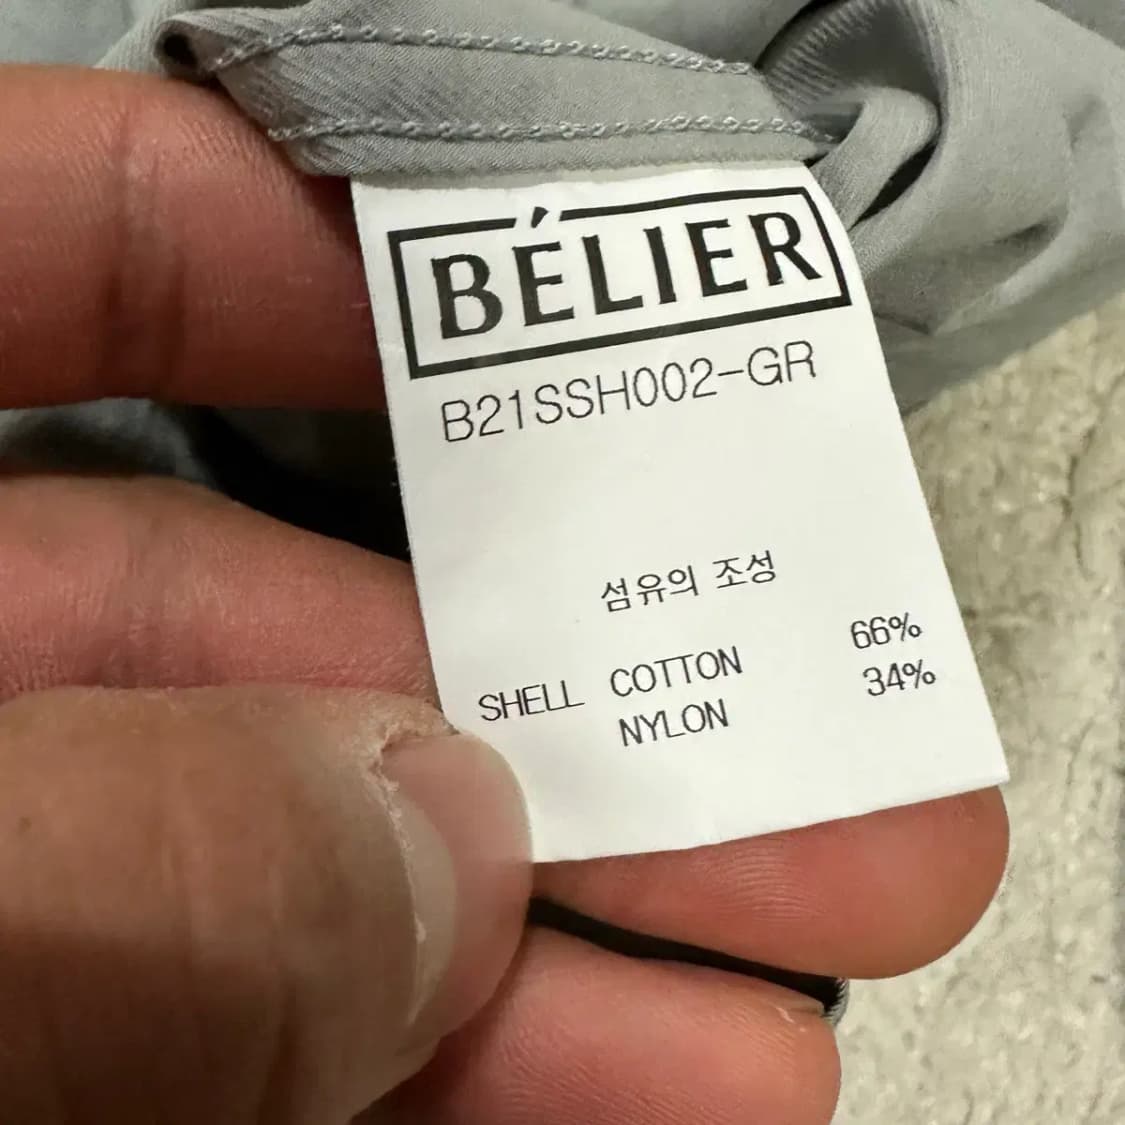 BÉLIER
B21SSH002-GR
섬유의 조성
SHELL COTTON 66%
NYLON 34%